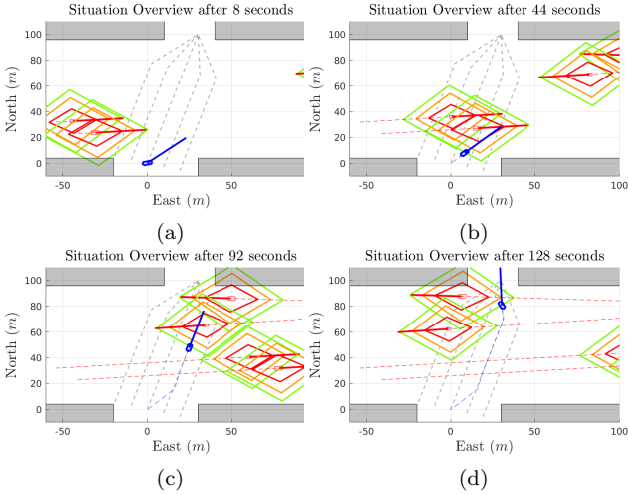 Situation Overview after 8 seconds
North (m)
100
80
60
40
20
0
-50
0
50
East (m)
(a)
Situation Overview after 44 seconds
North (m)
100
80
60
40
20
0
-50
0
50
100
East (m)
(b)
Situation Overview after 92 seconds
North (m)
100
80
60
40
20
0
-50
0
50
East (m)
(c)
Situation Overview after 128 seconds
North (m)
100
80
60
40
20
0
-50
0
50
100
East (m)
(d)